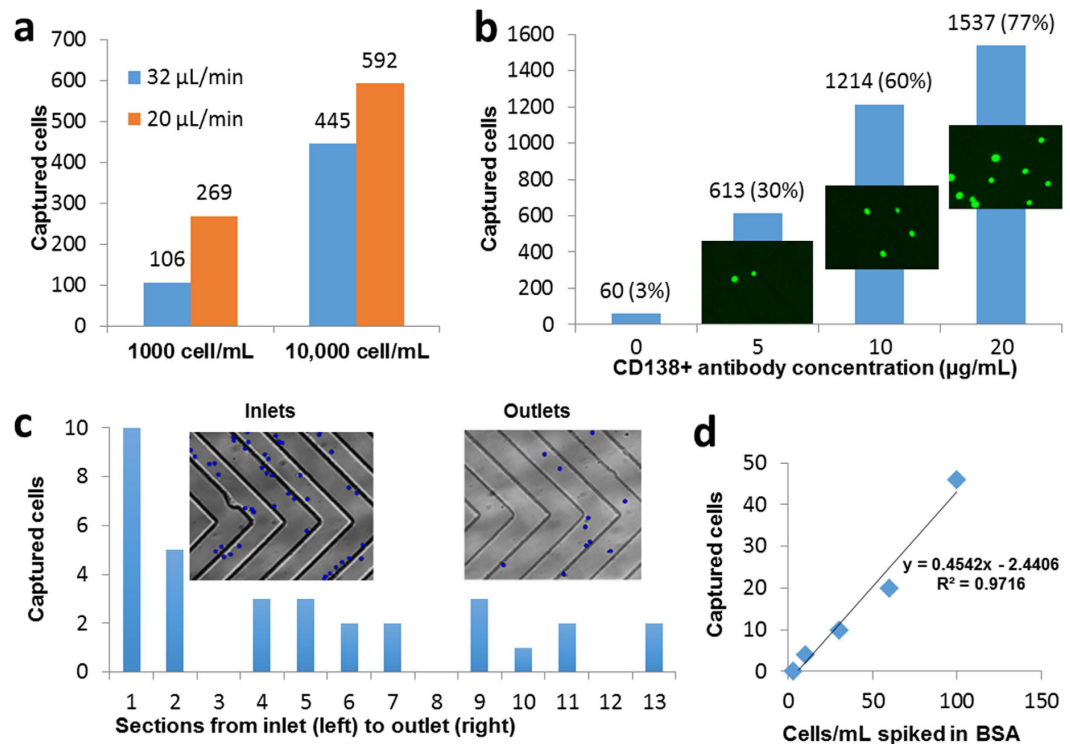 a
700
600
500
400
300
200
100
0
Captured cells
32 µL/min
20 µL/min
106
269
445
592
1000 cell/mL
10,000 cell/mL
b
1600
1400
1200
1000
800
600
400
200
0
Captured cells
60 (3%)
613 (30%)
1214 (60%)
1537 (77%)
0 5 10 20
CD138+ antibody concentration (µg/mL)
c
Inlets
Outlets
10
8
6
4
2
0
Captured cells
1 2 3 4 5 6 7 8 9 10 11 12 13
Sections from inlet (left) to outlet (right)
d
50
40
30
20
10
0
Captured cells
y = 0.4542x - 2.4406
R² = 0.9716
0 50 100 150
Cells/mL spiked in BSA